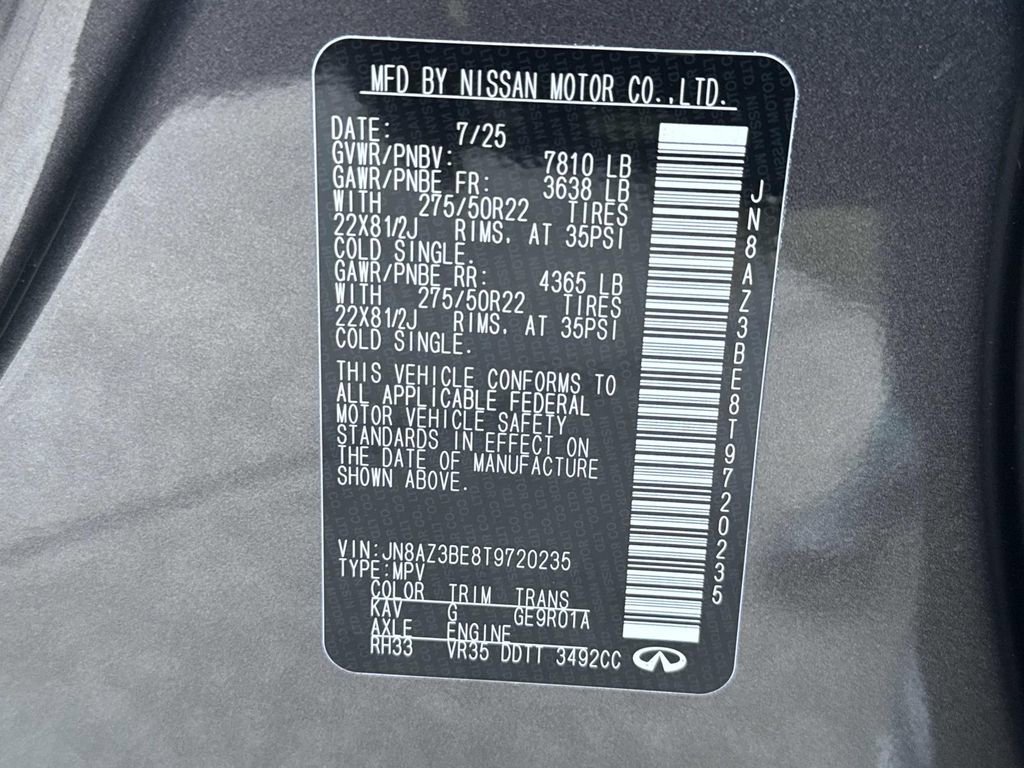 MFD BY NISSAN MOTOR CO.,LTD.
DATE: 7/25
GVWR/PNBV: 7810 LB
GAWR/PNBE FR: 3638 LB
WITH 275/50R22 TIRES
22X81/2J RIMS, AT 35PSI
COLD SINGLE.
GAWR/PNBE RR: 4365 LB
WITH 275/50R22 TIRES
22X81/2J RIMS, AT 35PSI
COLD SINGLE.
THIS VEHICLE CONFORMS TO
ALL APPLICABLE FEDERAL
MOTOR VEHICLE SAFETY
STANDARDS IN EFFECT ON
THE DATE OF MANUFACTURE
SHOWN ABOVE.
VIN:JN8AZ3BE8T9720235
TYPE:MPV
COLOR TRIM TRANS
KAV G GE9R01A
AXLE ENGINE
RH33 VR35 DDTT 3492CC
JN8AZ3BE8T9720235